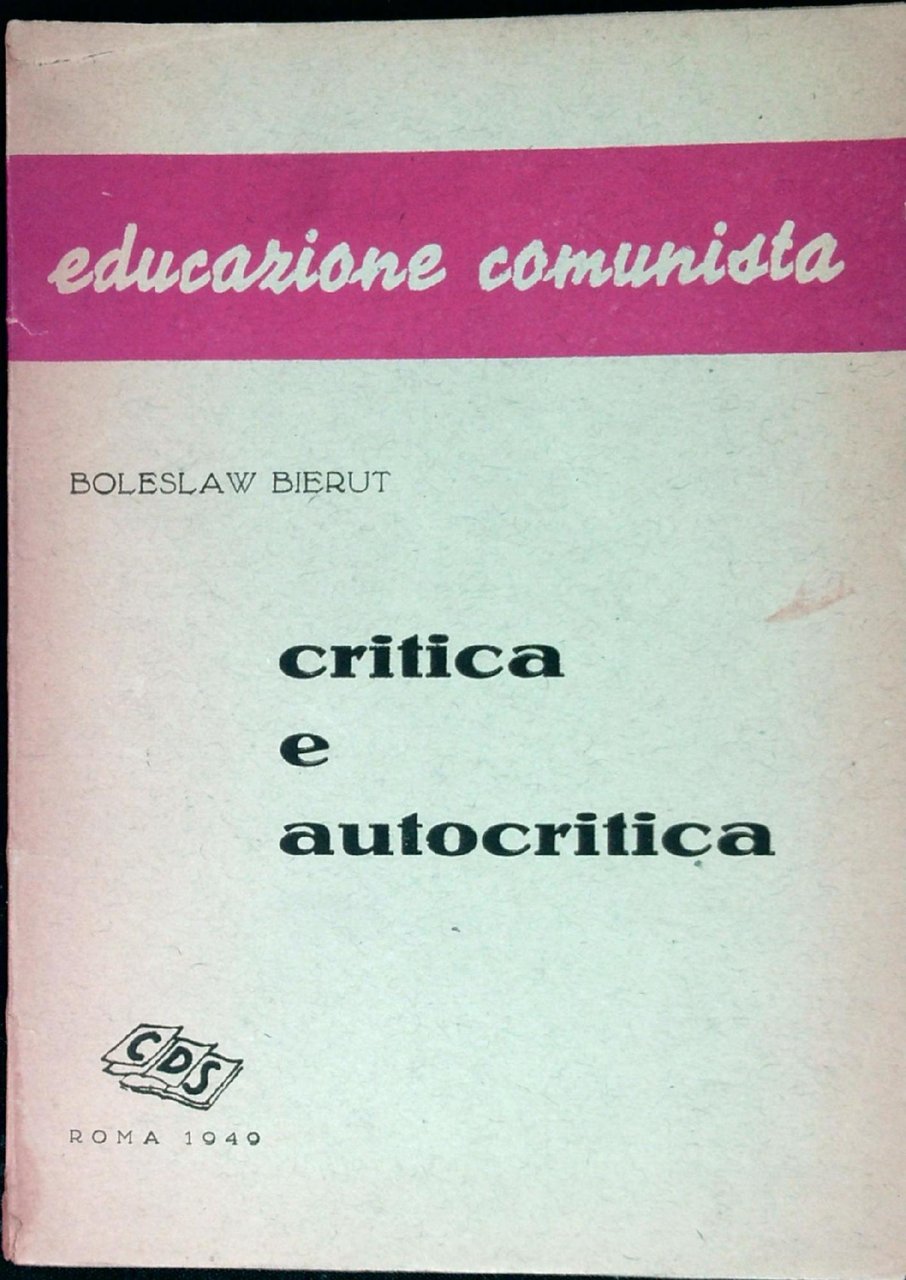 educazione comunista
BOLESLAW BIERUT
critica
e
autocritica
CDS
ROMA 1949